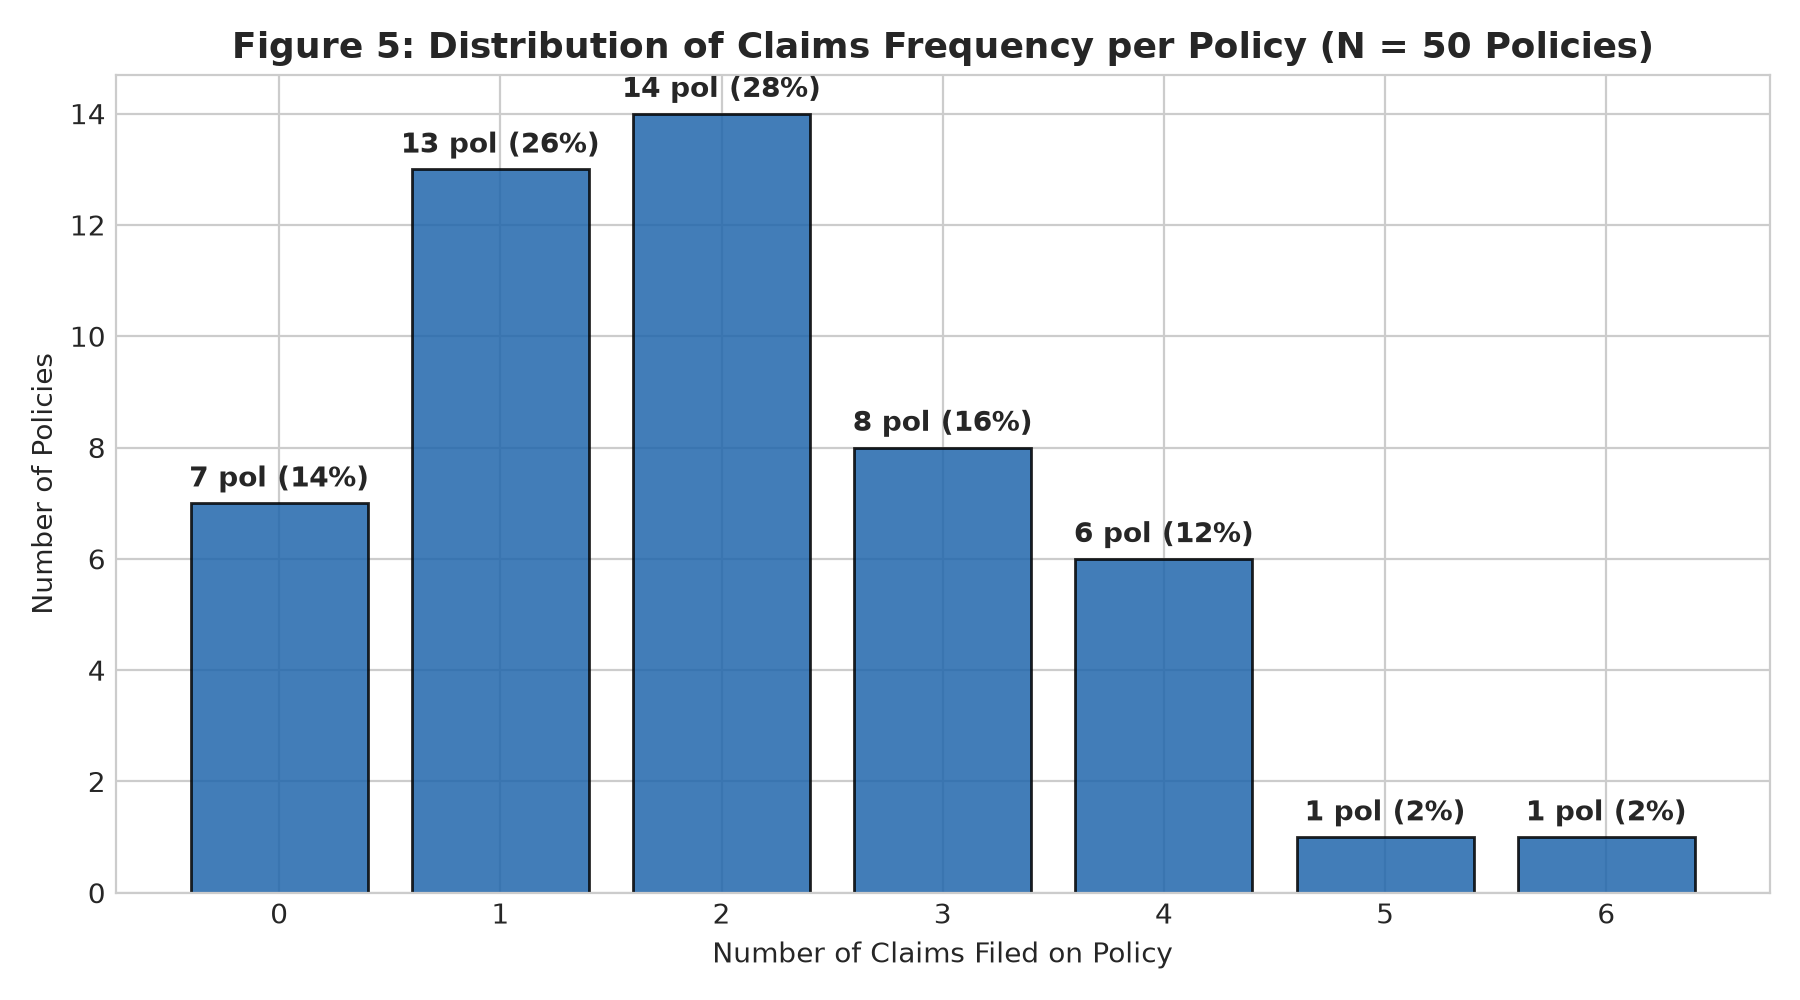 Figure 5: Distribution of Claims Frequency per Policy (N = 50 Policies)
14 pol (28%)
13 pol (26%)
8 pol (16%)
7 pol (14%)
6 pol (12%)
1 pol (2%)
1 pol (2%)
14
12
10
8
6
4
2
0
Number of Policies
0 1 2 3 4 5 6
Number of Claims Filed on Policy